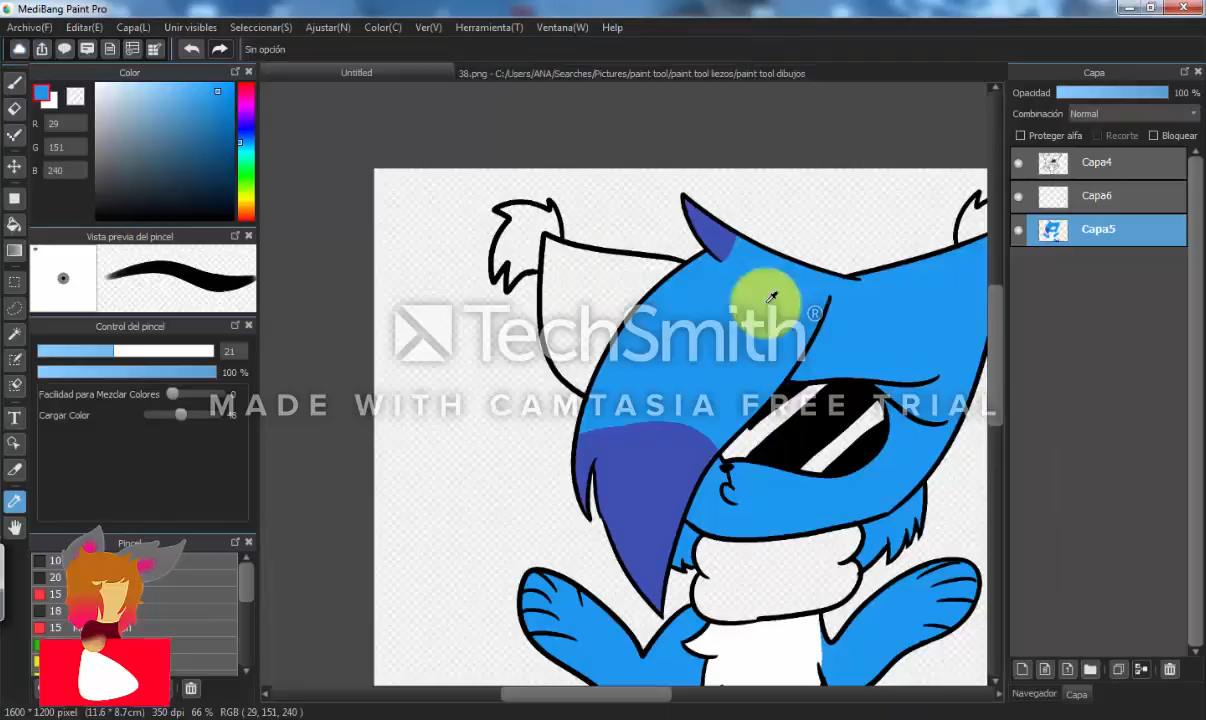 MediBang Paint Pro
Archivo(F) Editar(E) Capa(L) Unir visibles Seleccionar(S) Ajustar(N) Color(C) Ver(V) Herramienta(T) Ventana(W) Help
Sin opción
Color
Untitled
38.png - C:/Users/ANA/Searches/Pictures/paint tool/paint tool liezos/paint tool dibujos
Capa
R 29
G 151
B 240
Opacidad 100 %
Combinación Normal
Proteger alfa Recorte Bloquear
Capa4
Capa6
Capa5
Vista previa del pincel
Control del pincel
21
100 %
Facilidad para Mezclar Colores 0
Cargar Color
TechSmith ®
MADE WITH CAMTASIA FREE TRIAL
T
10
20
15
18
15
Navegador Capa
1600 * 1200 pixel (11.6 * 8.7cm) 350 dpi 66 % RGB ( 29, 151, 240 )